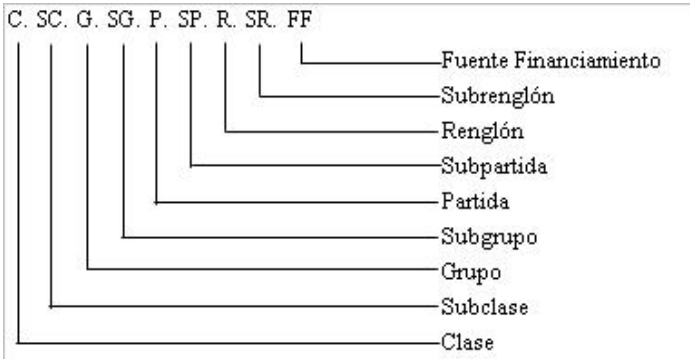 C. SC. G. SG. P. SP. R. SR. FF
Fuente Financiamiento
Subrenglón
Renglón
Subpartida
Partida
Subgrupo
Grupo
Subclase
Clase